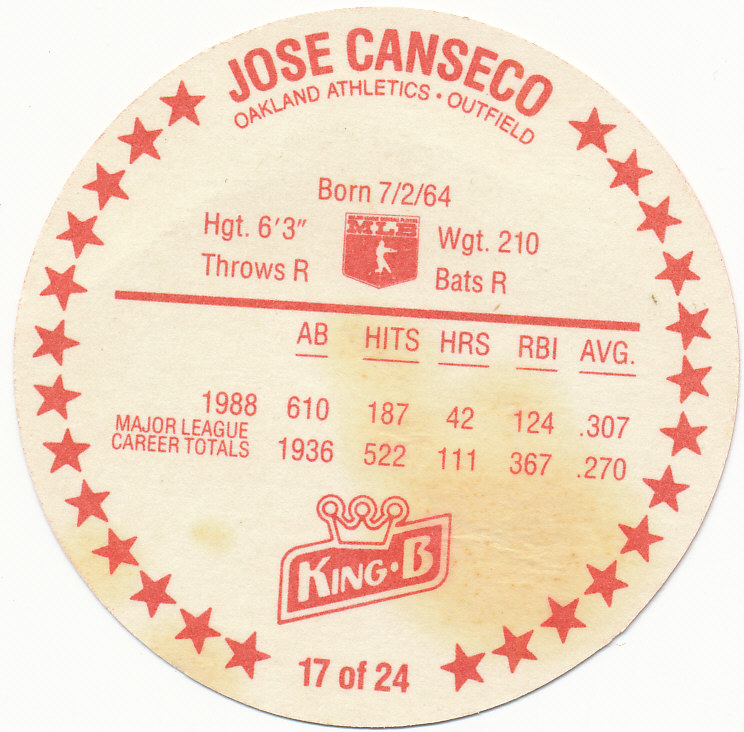 JOSE CANSECO
OAKLAND ATHLETICS • OUTFIELD
Born 7/2/64
Hgt. 6'3"
Throws R
MLB
Wgt. 210
Bats R
AB HITS HRS RBI AVG.
1988 610 187 42 124 .307
MAJOR LEAGUE
CAREER TOTALS 1936 522 111 367 .270
KING•B
17 of 24